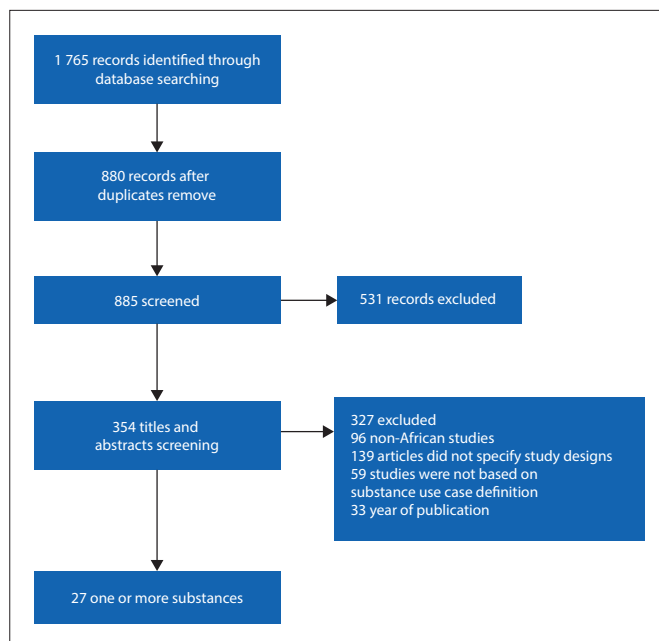 1 765 records identified through
database searching
880 records after
duplicates remove
885 screened
531 records excluded
354 titles and
abstracts screening
327 excluded
96 non-African studies
139 articles did not specify study designs
59 studies were not based on
substance use case definition
33 year of publication
27 one or more substances